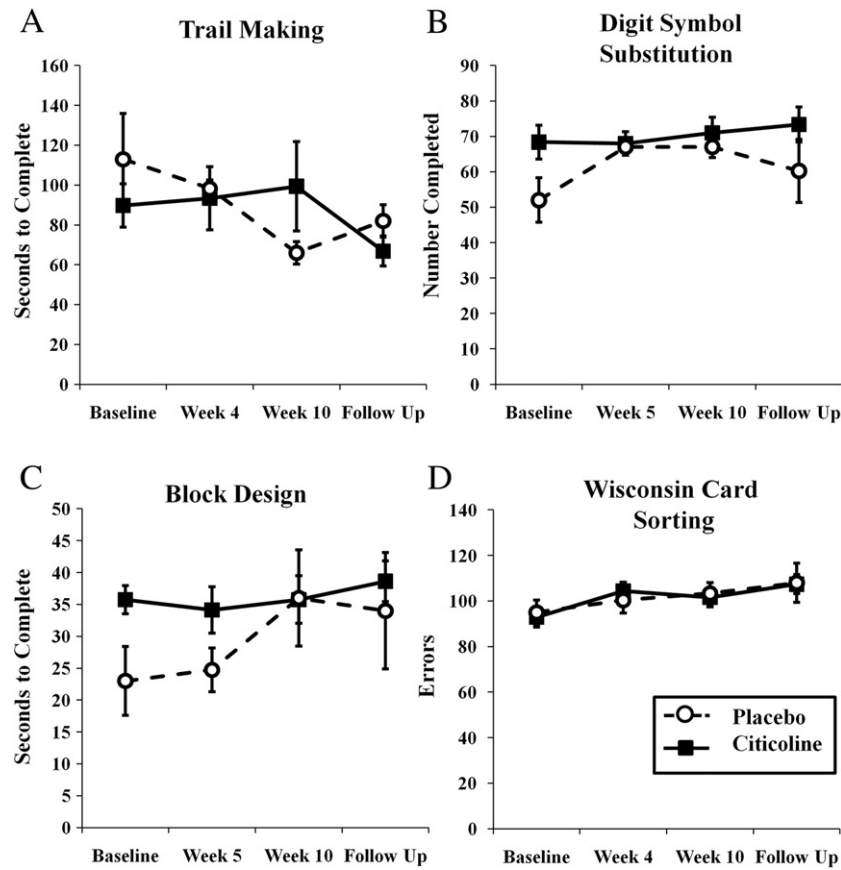 A
Trail Making
Seconds to Complete
160
140
120
100
80
60
40
20
0
Baseline Week 4 Week 10 Follow Up
B
Digit Symbol
Substitution
Number Completed
90
80
70
60
50
40
30
20
10
0
Baseline Week 5 Week 10 Follow Up
C
Block Design
Seconds to Complete
50
45
40
35
30
25
20
15
10
5
0
Baseline Week 5 Week 10 Follow Up
D
Wisconsin Card
Sorting
Errors
140
120
100
80
60
40
20
0
Placebo
Citicoline
Baseline Week 4 Week 10 Follow Up